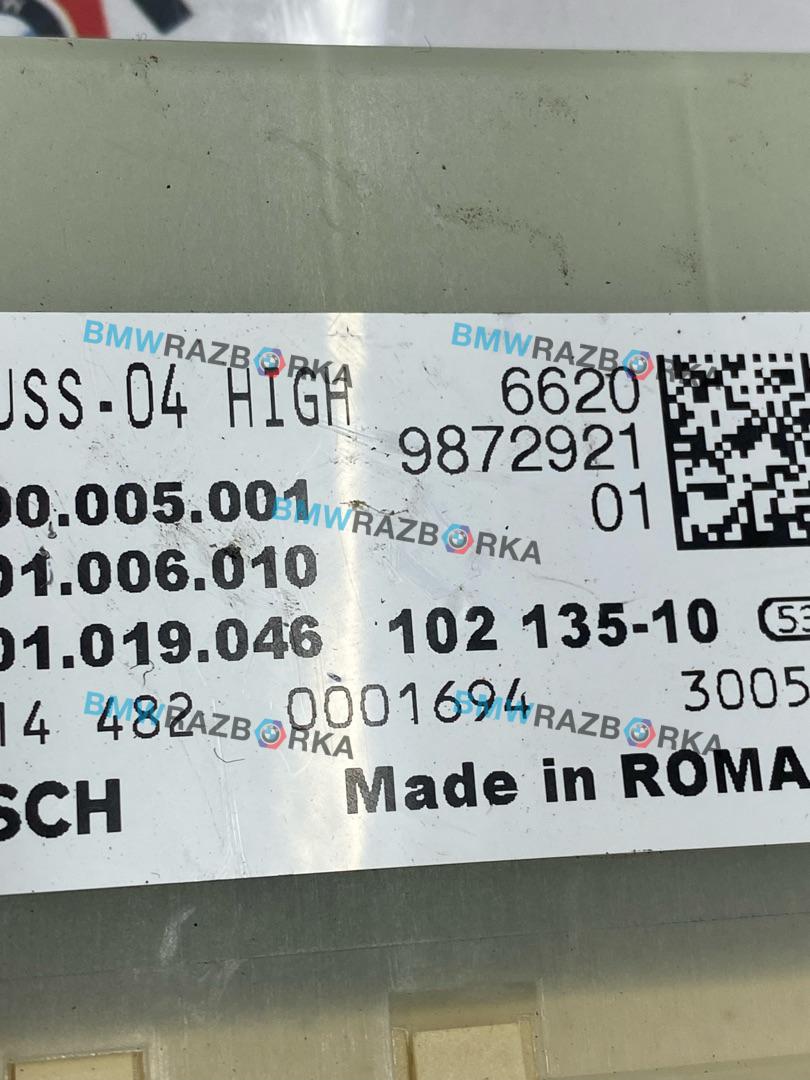 BMWRAZBORKA BMWRAZBORKA
USS-04 HIGH 6620
9872921
00.005.001 01
BMWRAZBORKA
01.006.010
01.019.046 102 135-10 53
14 482 0001694 3005
BMWRAZBORKA BMWRAZBORKA
SCH Made in ROMA